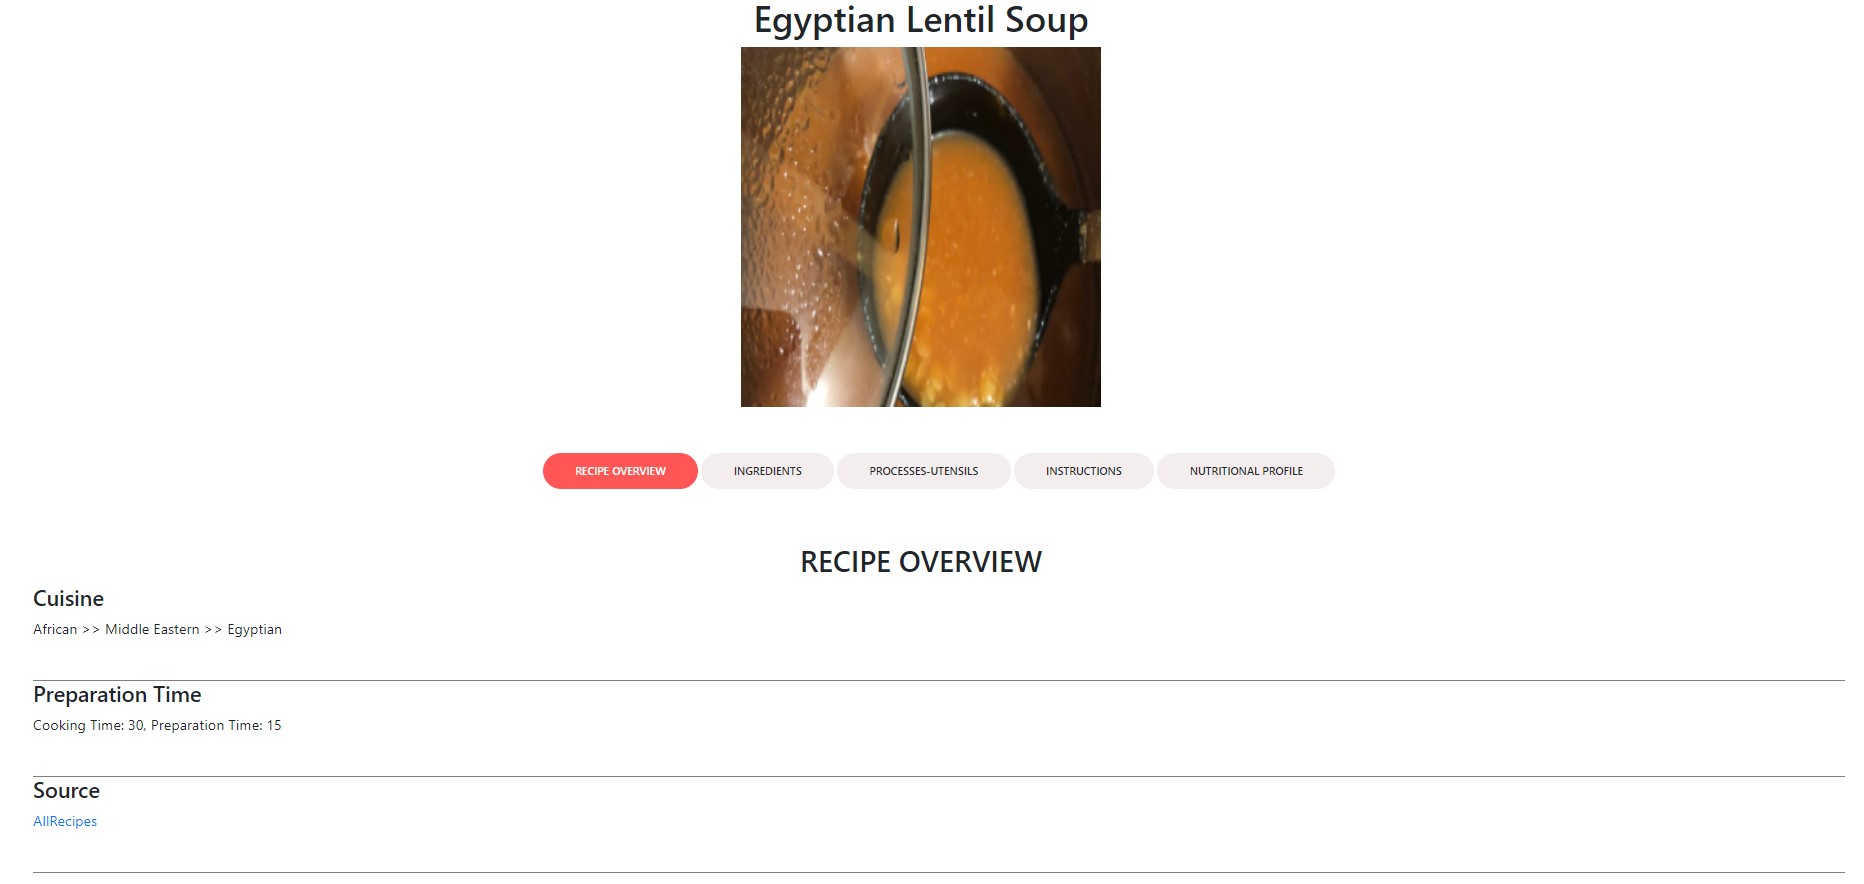 Egyptian Lentil Soup
RECIPE OVERVIEW
INGREDIENTS
PROCESSES-UTENSILS
INSTRUCTIONS
NUTRITIONAL PROFILE
RECIPE OVERVIEW
Cuisine
African >> Middle Eastern >> Egyptian
Preparation Time
Cooking Time: 30, Preparation Time: 15
Source
AllRecipes